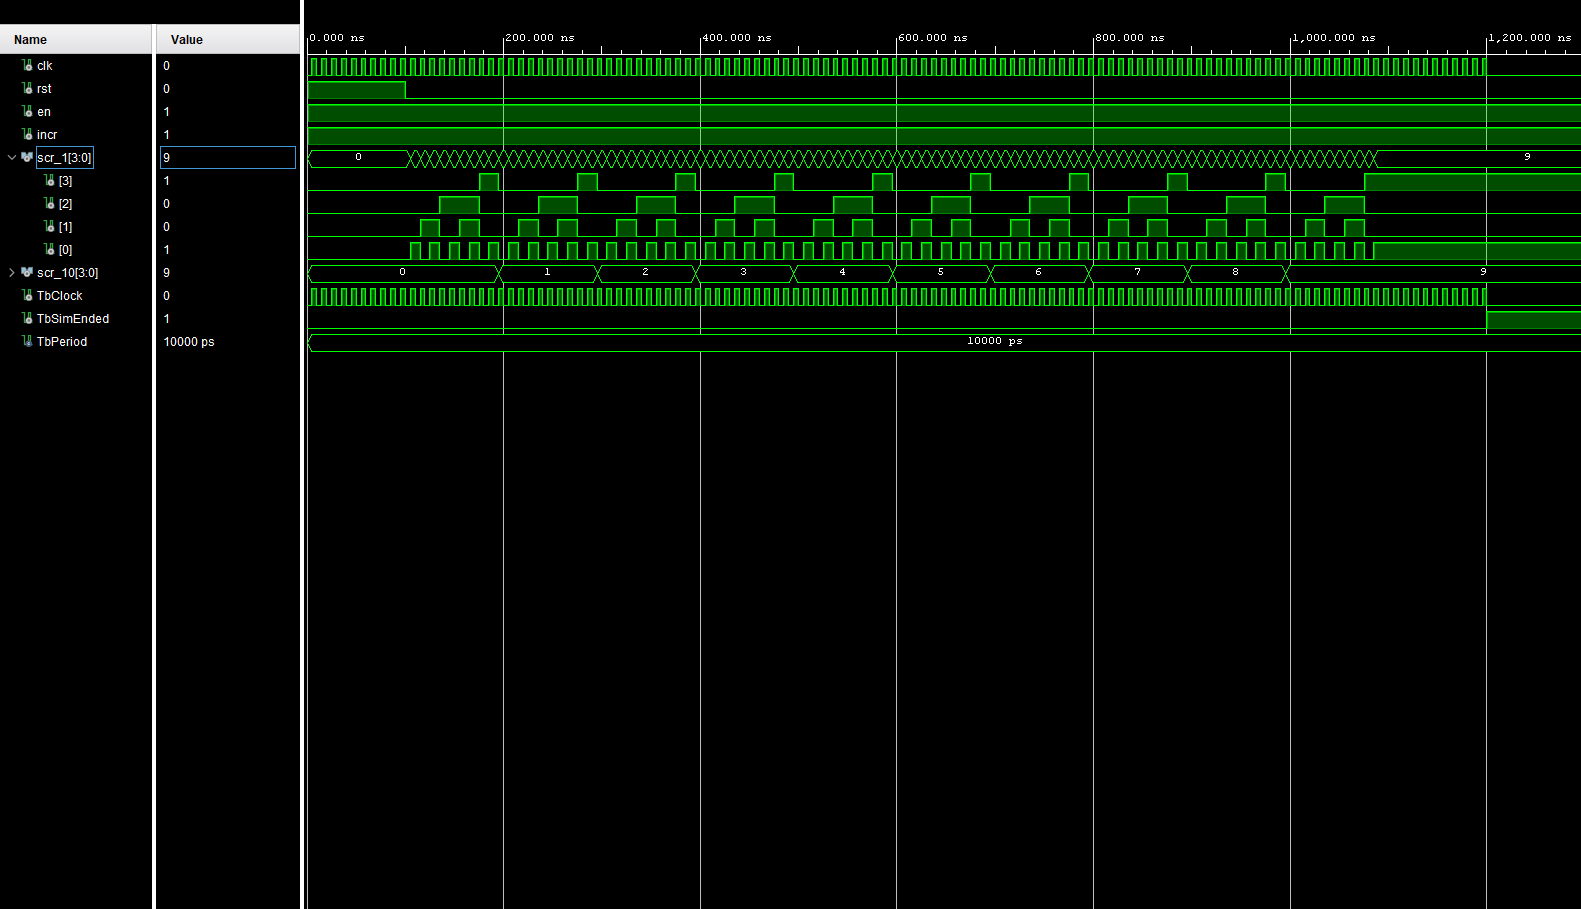 Name Value
0.000 ns 200.000 ns 400.000 ns 600.000 ns 800.000 ns 1,000.000 ns 1,200.000 ns
clk 0
rst 0
en 1
incr 1
scr_1[3:0] 9 0 9
[3] 1
[2] 0
[1] 0
[0] 1
scr_10[3:0] 9 0 1 2 3 4 5 6 7 8 9
TbClock 0
TbSimEnded 1
TbPeriod 10000 ps 10000 ps